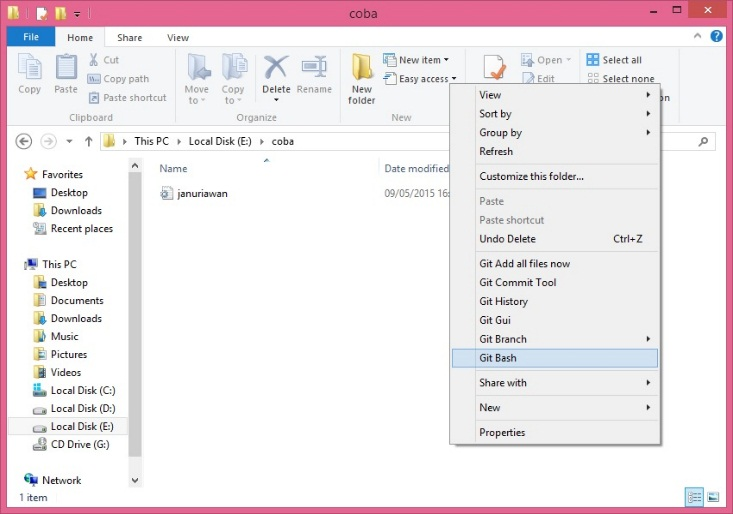 coba
File Home Share View
Copy
Paste
Cut
Copy path
Paste shortcut
Clipboard
Move to
Copy to
Delete
Rename
Organize
New folder
New item
Easy access
New
Open
Edit
Select all
Select none
This PC Local Disk (E:) coba
Favorites
Desktop
Downloads
Recent places
This PC
Desktop
Documents
Downloads
Music
Pictures
Videos
Local Disk (C:)
Local Disk (D:)
Local Disk (E:)
CD Drive (G:)
Network
Name Date modified
januriawan 09/05/2015 16:
View
Sort by
Group by
Refresh
Customize this folder...
Paste
Paste shortcut
Undo Delete Ctrl+Z
Git Add all files now
Git Commit Tool
Git History
Git Gui
Git Branch
Git Bash
Share with
New
Properties
1 item